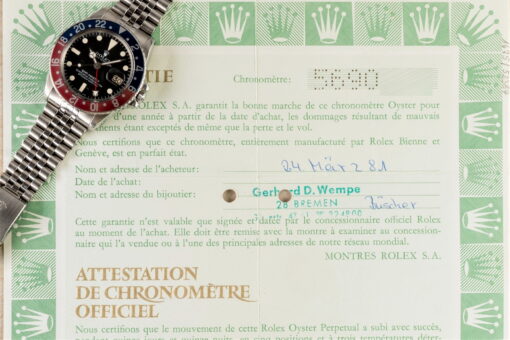 TIE
Chronomètre: 5690
ROLEX S.A. garantit la bonne marche de ce chronomètre Oyster pour
d'une année à partir de la date d'achat, les dommages résultant de mauvais
étant exceptés de même que la perte et le vol.
Nous certifions que ce chronomètre, entièrement manufacturé par Rolex Bienne et
Genève, est en parfait état.
Nom et adresse de l'acheteur: 24 März 81
Date de l'achat:
Nom et adresse du bijoutier: Gerhard D. Wempe
28 BREMEN
Cette garantie n'est valable que signée et datée par le concessionnaire officiel Rolex
au moment de l'achat. Elle doit être remise avec la montre à examiner au concession-
naire qui l'a vendue ou à l'une des principales adresses de notre réseau mondial.
MONTRES ROLEX S.A.
ATTESTATION
DE CHRONOMÈTRE
OFFICIEL
Nous certifions que le mouvement de cette Rolex Oyster Perpetual a subi avec succès,